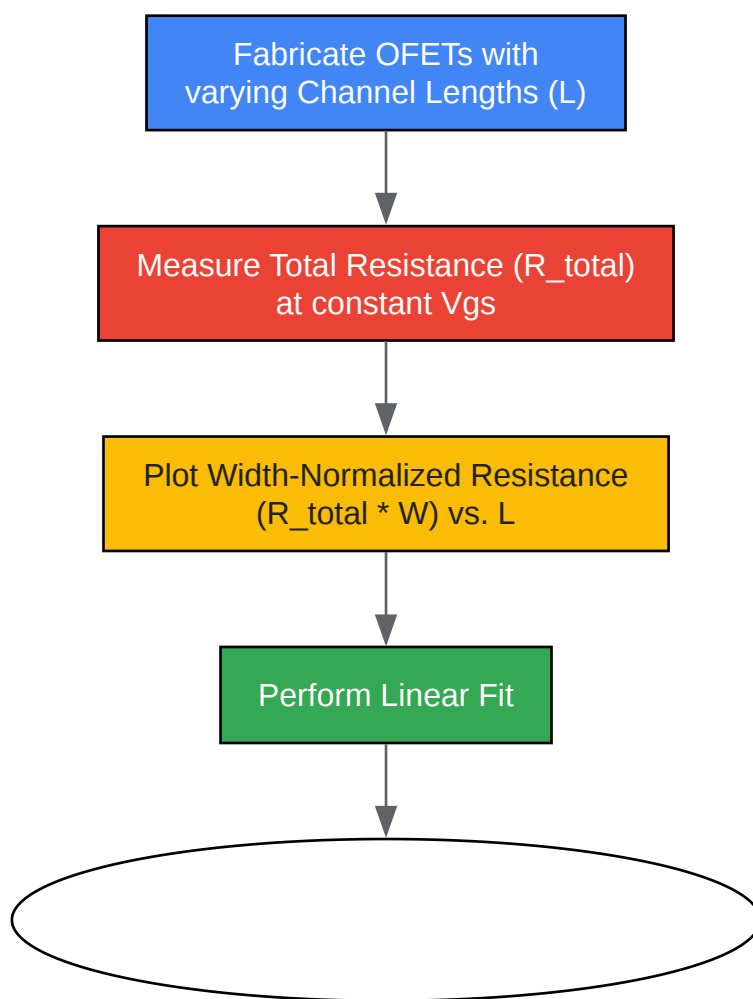 Fabricate OFETs with
varying Channel Lengths (L)
Measure Total Resistance (R_total)
at constant Vgs
Plot Width-Normalized Resistance
(R_total * W) vs. L
Perform Linear Fit